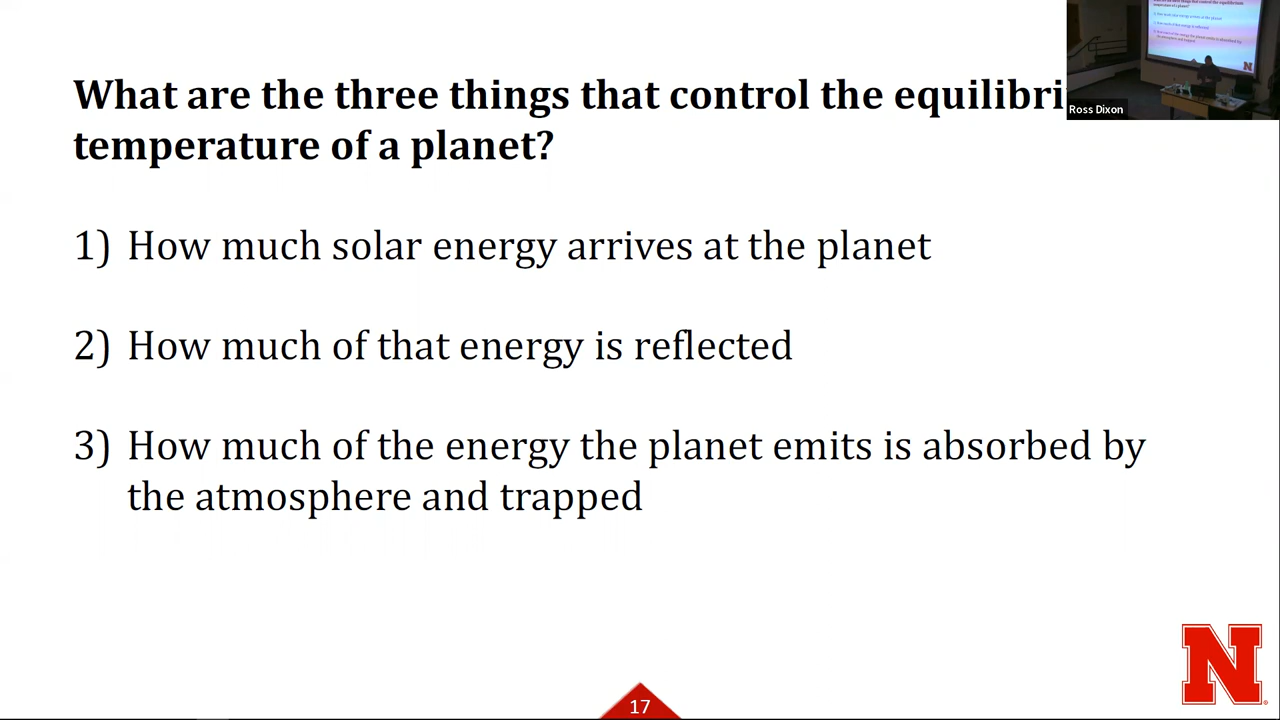 What are the three things that control the equilibri
temperature of a planet?
1) How much solar energy arrives at the planet
2) How much of that energy is reflected
3) How much of the energy the planet emits is absorbed by
the atmosphere and trapped
Ross Dixon
N
17